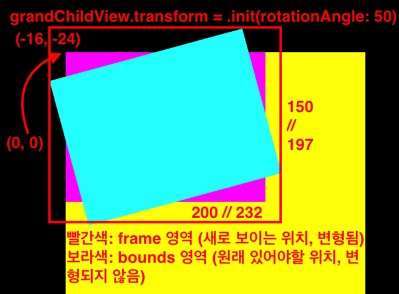 grandChildView.transform = .init(rotationAngle: 50)
(-16, -24)
(0, 0)
150
//
197
200 // 232
빨간색: frame 영역 (새로 보이는 위치, 변형됨)
보라색: bounds 영역 (원래 있어야할 위치, 변
형되지 않음)